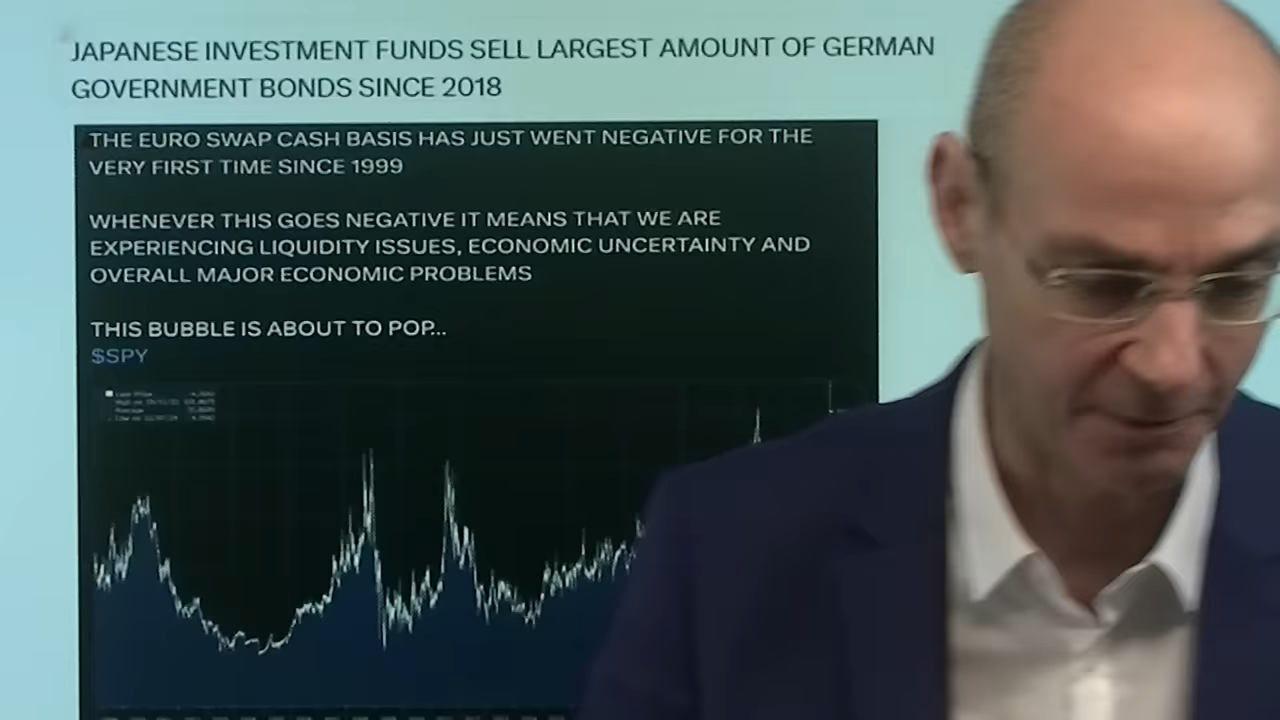 JAPANESE INVESTMENT FUNDS SELL LARGEST AMOUNT OF GERMAN
GOVERNMENT BONDS SINCE 2018
THE EURO SWAP CASH BASIS HAS JUST WENT NEGATIVE FOR THE
VERY FIRST TIME SINCE 1999
WHENEVER THIS GOES NEGATIVE IT MEANS THAT WE ARE
EXPERIENCING LIQUIDITY ISSUES, ECONOMIC UNCERTAINTY AND
OVERALL MAJOR ECONOMIC PROBLEMS
THIS BUBBLE IS ABOUT TO POP...
$SPY